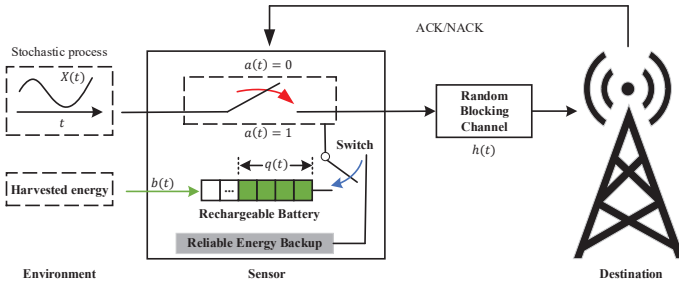 ACK/NACK
Stochastic process
X(t)
t
a(t) = 0
a(t) = 1
Random
Blocking
Channel
h(t)
Switch
q(t)
Harvested energy
b(t)
...
Rechargeable Battery
Reliable Energy Backup
Environment
Sensor
Destination